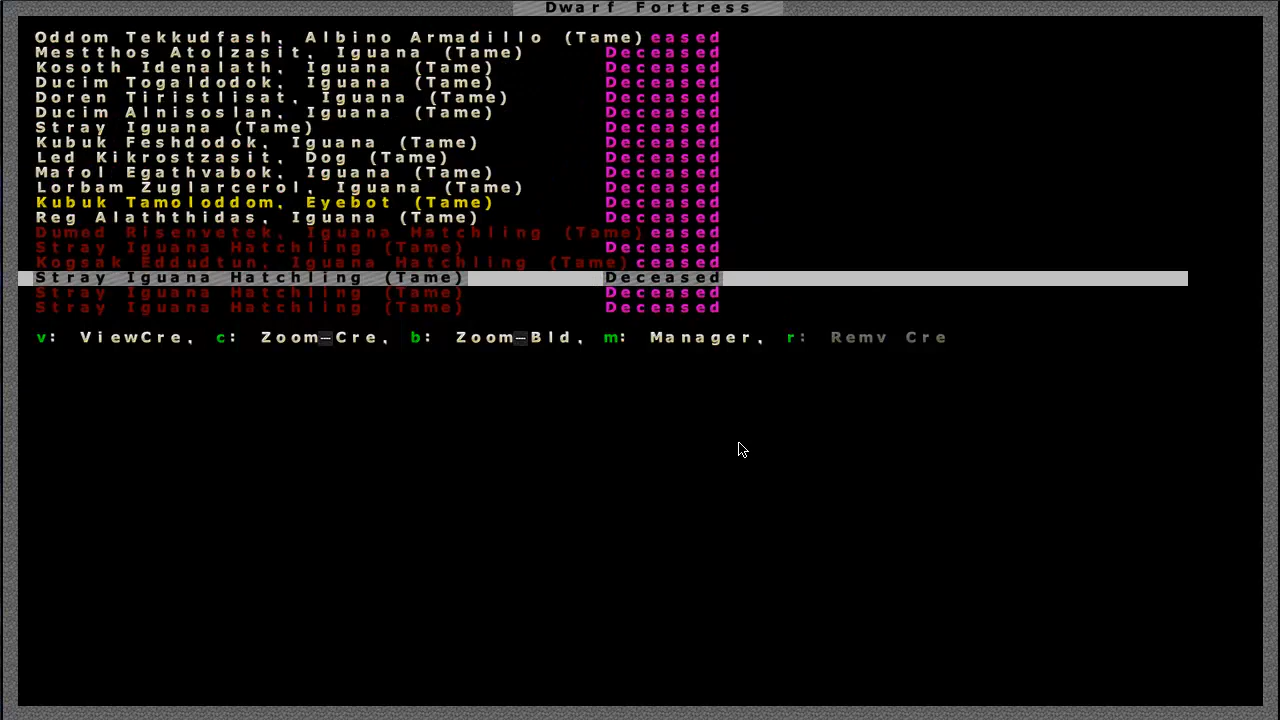 Dwarf Fortress
Oddom Tekkudfash, Albino Armadillo (Tame)eased
Mestthos Atolzasit, Iguana (Tame) Deceased
Kosoth Idenalath, Iguana (Tame) Deceased
Ducim Togaldodok, Iguana (Tame) Deceased
Doren Tiristlisat, Iguana (Tame) Deceased
Ducim Alnisoslan, Iguana (Tame) Deceased
Stray Iguana (Tame) Deceased
Kubuk Feshdodok, Iguana (Tame) Deceased
Led Kikrostzasit, Dog (Tame) Deceased
Mafol Egathvabok, Iguana (Tame) Deceased
Lorbam Zuglarcerol, Iguana (Tame) Deceased
Kubuk Tamoloddom, Eyebot (Tame) Deceased
Reg Alaththidas, Iguana (Tame) Deceased
Dumed Risenvetek, Iguana Hatchling (Tame)eased
Stray Iguana Hatchling (Tame) Deceased
Kogsak Eddudtun, Iguana Hatchling (Tame)ceased
Stray Iguana Hatchling (Tame) Deceased
Stray Iguana Hatchling (Tame) Deceased
Stray Iguana Hatchling (Tame) Deceased
v: ViewCre, c: Zoom-Cre, b: Zoom-Bld, m: Manager, r: Remv Cre